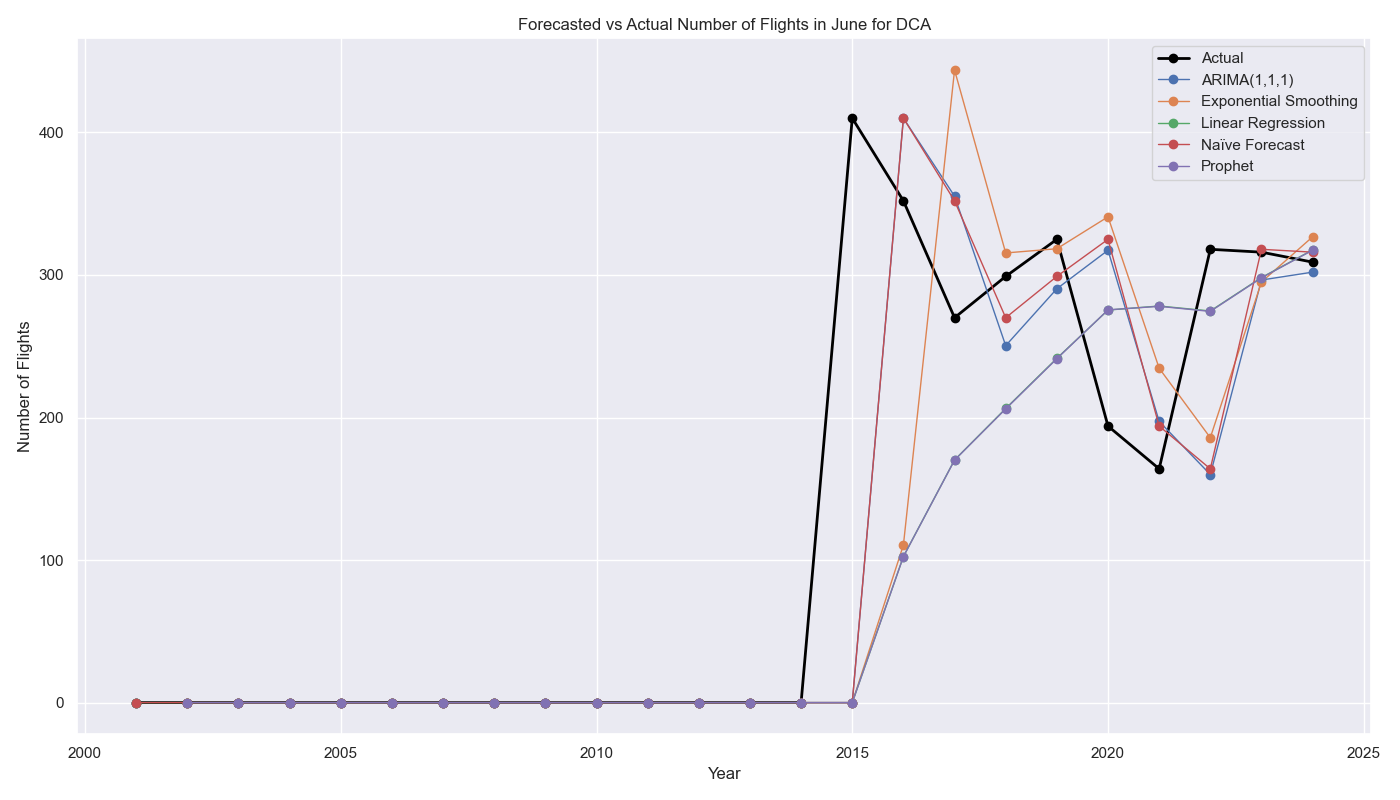 Forecasted vs Actual Number of Flights in June for DCA
Actual
ARIMA(1,1,1)
Exponential Smoothing
Linear Regression
Naïve Forecast
Prophet
Number of Flights
400
300
200
100
0
2000
2005
2010
2015
2020
2025
Year